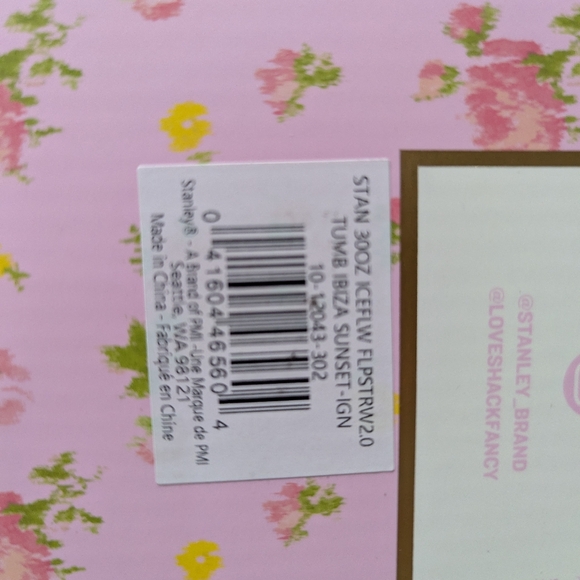 STAN 30OZ ICEFLW FLPSTRW2.0
TUMB IBIZA SUNSET-IGN
10-12043-302
0 41604 46560 4
Stanley® - A Brand of PMI -Une Marque de PMI
Seattle, WA 98121
Made in China - Fabriqué en Chine
@STANLEY_BRAND
@LOVESHACKFANCY